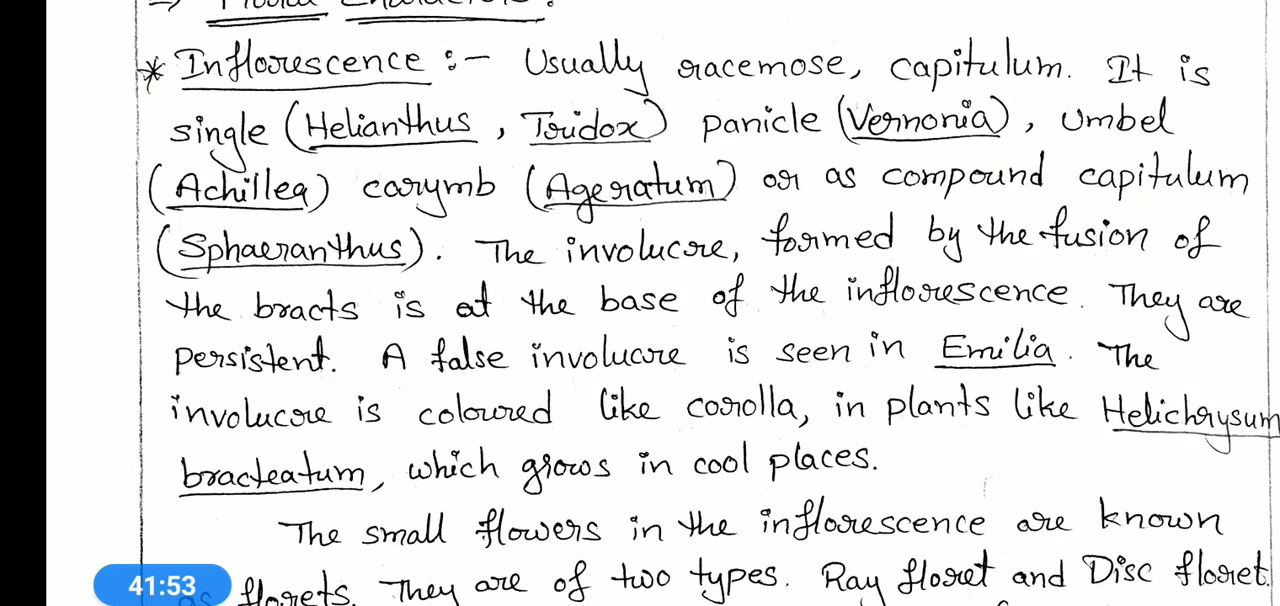 ⇒ Floral Characters:
* Inflorescence :- Usually racemose, capitulum. It is
single (Helianthus, Toridox) panicle (Vernonia), Umbel
(Achillea) corymb (Ageratum) or as compound capitulum
(Sphaeranthus). The involucre, formed by the fusion of
the bracts is at the base of the inflorescence. They are
persistent. A false involucre is seen in Emilia. The
involucre is coloured like corolla, in plants like Helichrysum
bracteatum, which grows in cool places.
The small flowers in the inflorescence are known
as florets. They are of two types. Ray floret and Disc floret.
41:53